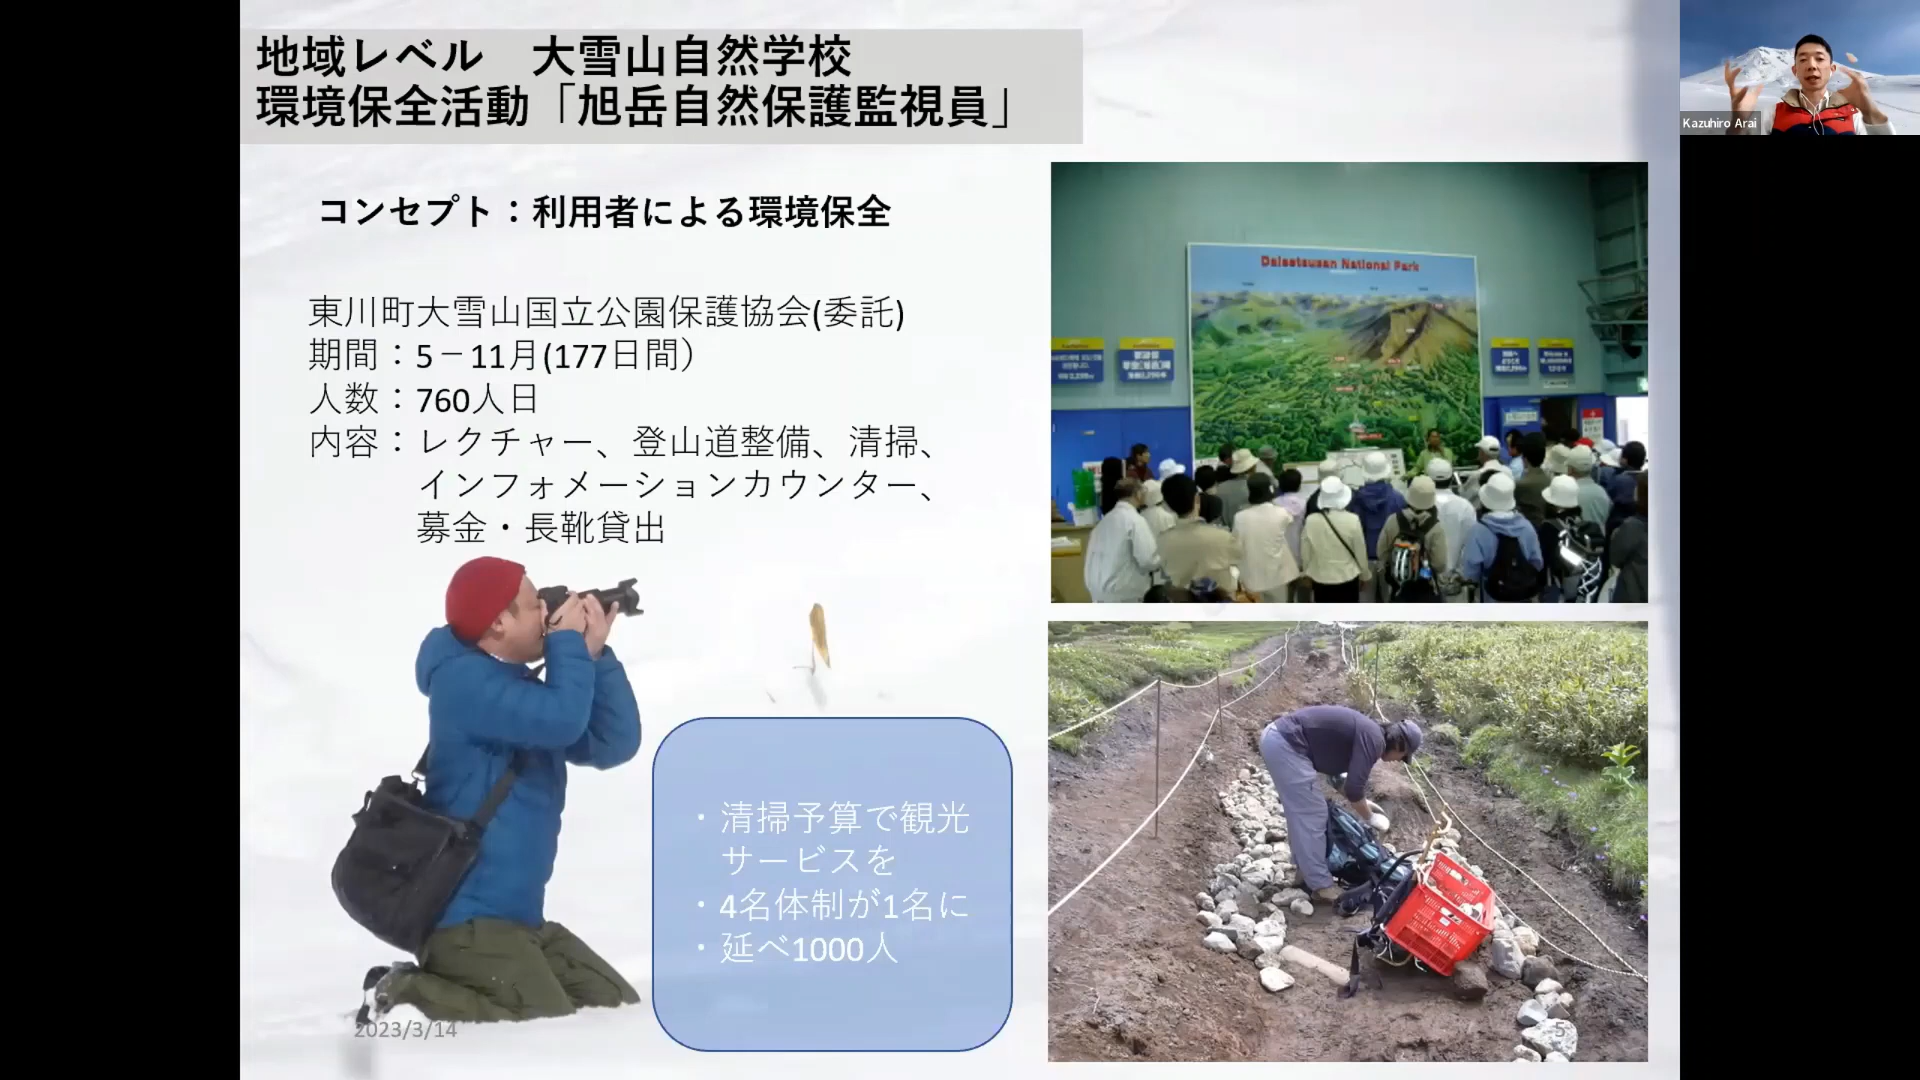 地域レベル　大雪山自然学校
環境保全活動「旭岳自然保護監視員」
Kazuhiro Arai
コンセプト：利用者による環境保全
東川町大雪山国立公園保護協会(委託)
期間：5－11月(177日間）
人数：760人日
内容：レクチャー、登山道整備、清掃、
インフォメーションカウンター、
募金・長靴貸出
Daisetsuzan National Park
・清掃予算で観光
サービスを
・4名体制が1名に
・延べ1000人
2023/3/14
5